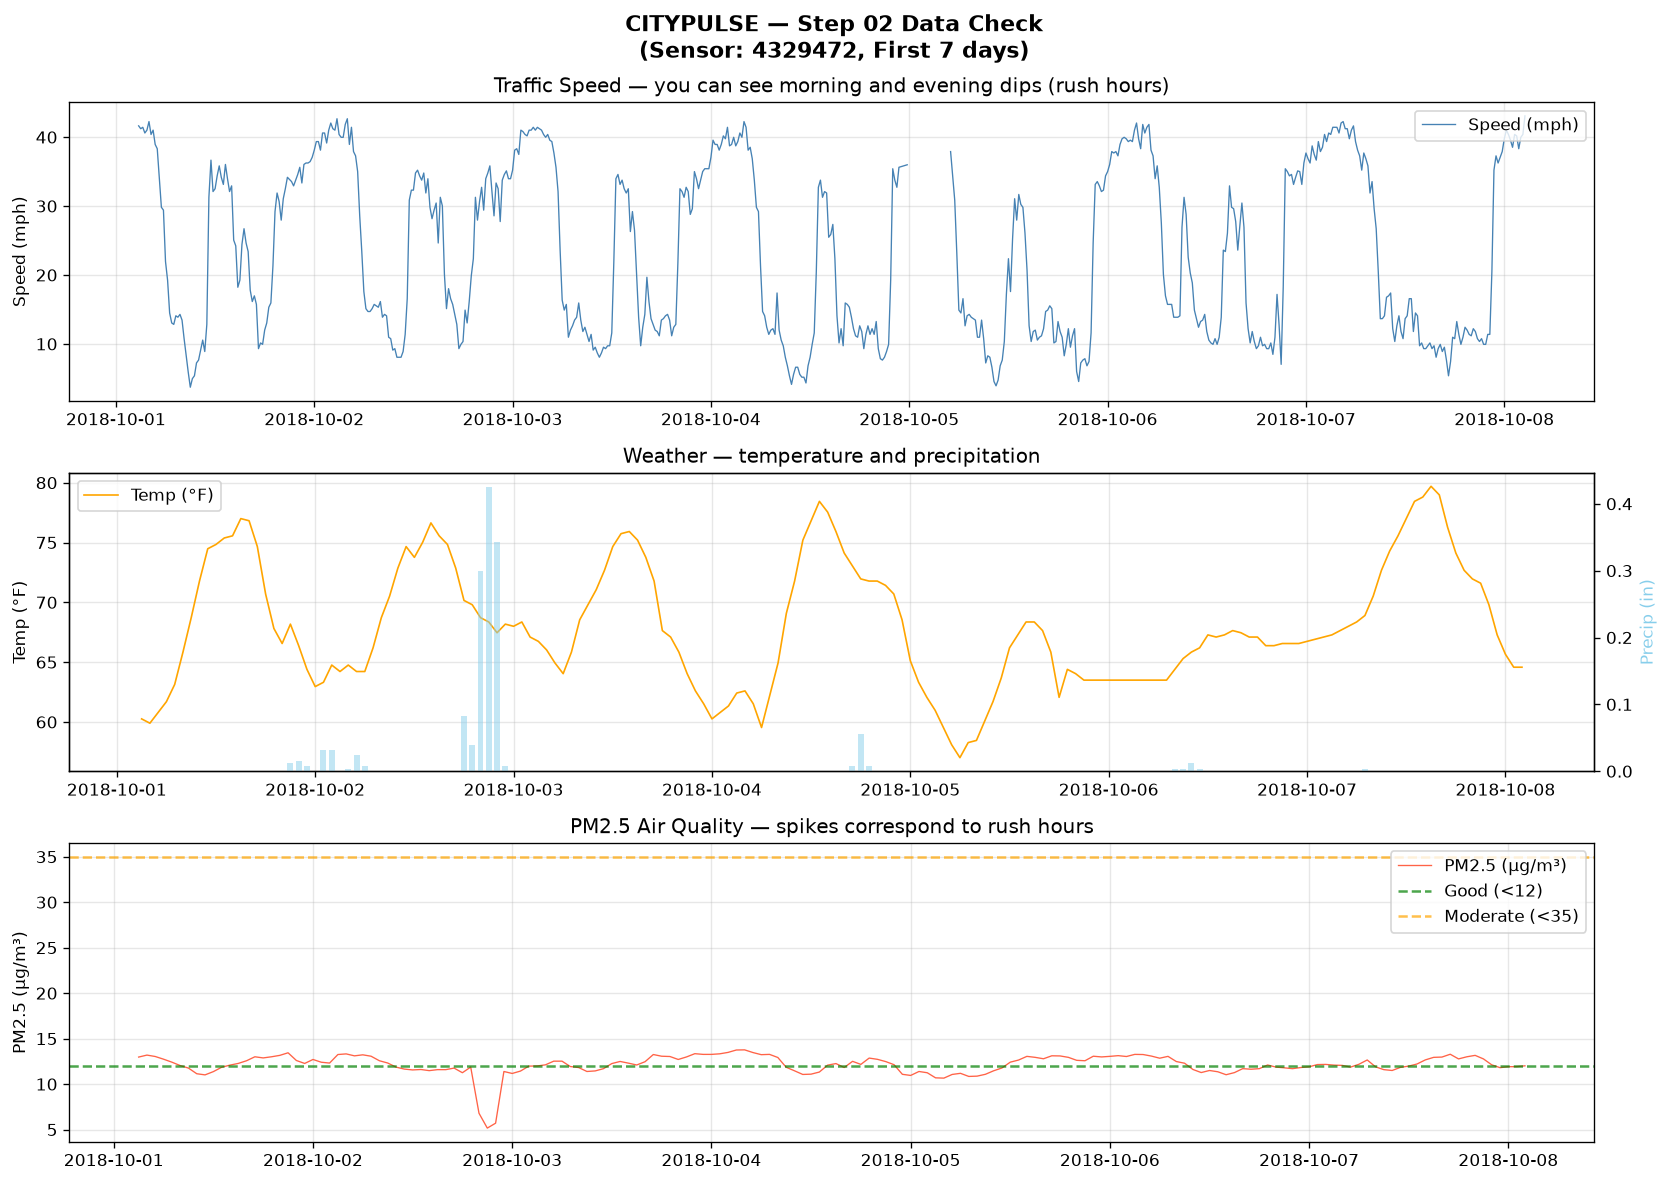 CITYPULSE — Step 02 Data Check
(Sensor: 4329472, First 7 days)
Traffic Speed — you can see morning and evening dips (rush hours)
Speed (mph)
Speed (mph)
40
30
20
10
2018-10-01 2018-10-02 2018-10-03 2018-10-04 2018-10-05 2018-10-06 2018-10-07 2018-10-08
Weather — temperature and precipitation
Temp (°F)
Temp (°F)
80
75
70
65
60
0.4
0.3
0.2
0.1
0.0
Precip (in)
2018-10-01 2018-10-02 2018-10-03 2018-10-04 2018-10-05 2018-10-06 2018-10-07 2018-10-08
PM2.5 Air Quality — spikes correspond to rush hours
PM2.5 (µg/m³)
PM2.5 (µg/m³)
Good (<12)
Moderate (<35)
35
30
25
20
15
10
5
2018-10-01 2018-10-02 2018-10-03 2018-10-04 2018-10-05 2018-10-06 2018-10-07 2018-10-08